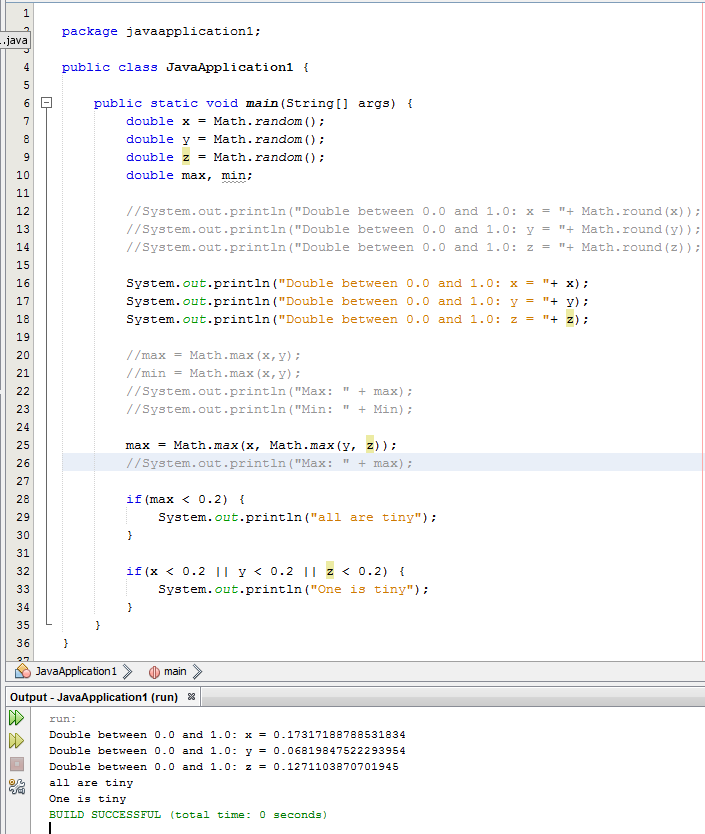 1
2 package javaapplication1;
.java
3
4 public class JavaApplication1 {
5
6 public static void main(String[] args) {
7 double x = Math.random();
8 double y = Math.random();
9 double z = Math.random();
10 double max, min;
11
12 //System.out.println("Double between 0.0 and 1.0: x = "+ Math.round(x));
13 //System.out.println("Double between 0.0 and 1.0: y = "+ Math.round(y));
14 //System.out.println("Double between 0.0 and 1.0: z = "+ Math.round(z));
15
16 System.out.println("Double between 0.0 and 1.0: x = "+ x);
17 System.out.println("Double between 0.0 and 1.0: y = "+ y);
18 System.out.println("Double between 0.0 and 1.0: z = "+ z);
19
20 //max = Math.max(x,y);
21 //min = Math.max(x,y);
22 //System.out.println("Max: " + max);
23 //System.out.println("Min: " + Min);
24
25 max = Math.max(x, Math.max(y, z));
26 //System.out.println("Max: " + max);
27
28 if(max < 0.2) {
29 System.out.println("all are tiny");
30 }
31
32 if(x < 0.2 || y < 0.2 || z < 0.2) {
33 System.out.println("One is tiny");
34 }
35 }
36 }
37
JavaApplication1 main
Output - JavaApplication1 (run)
run:
Double between 0.0 and 1.0: x = 0.17317188788531834
Double between 0.0 and 1.0: y = 0.06819847522293954
Double between 0.0 and 1.0: z = 0.1271103870701945
all are tiny
One is tiny
BUILD SUCCESSFUL (total time: 0 seconds)